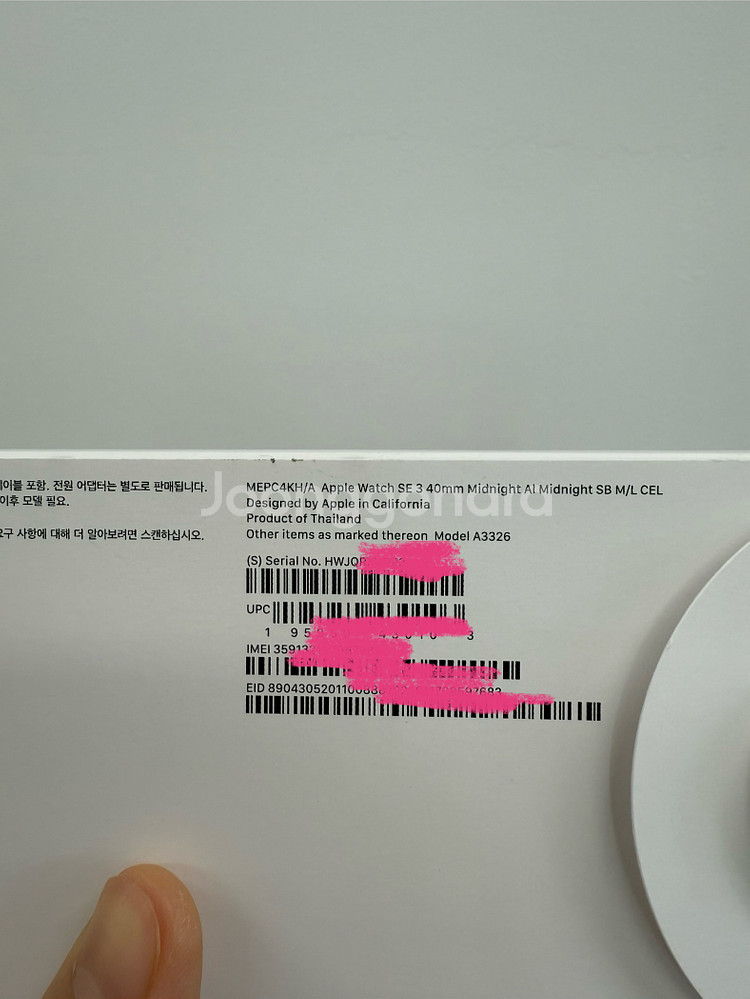 이블 포함. 전원 어댑터는 별도로 판매됩니다.
이후 모델 필요.
요구 사항에 대해 더 알아보려면 스캔하십시오.
MEPC4KH/A Apple Watch SE 3 40mm Midnight Al Midnight SB M/L CEL
Designed by Apple in California
Product of Thailand
Other items as marked thereon Model A3326
(S) Serial No.
UPC
IMEI
EID
Joonggonara